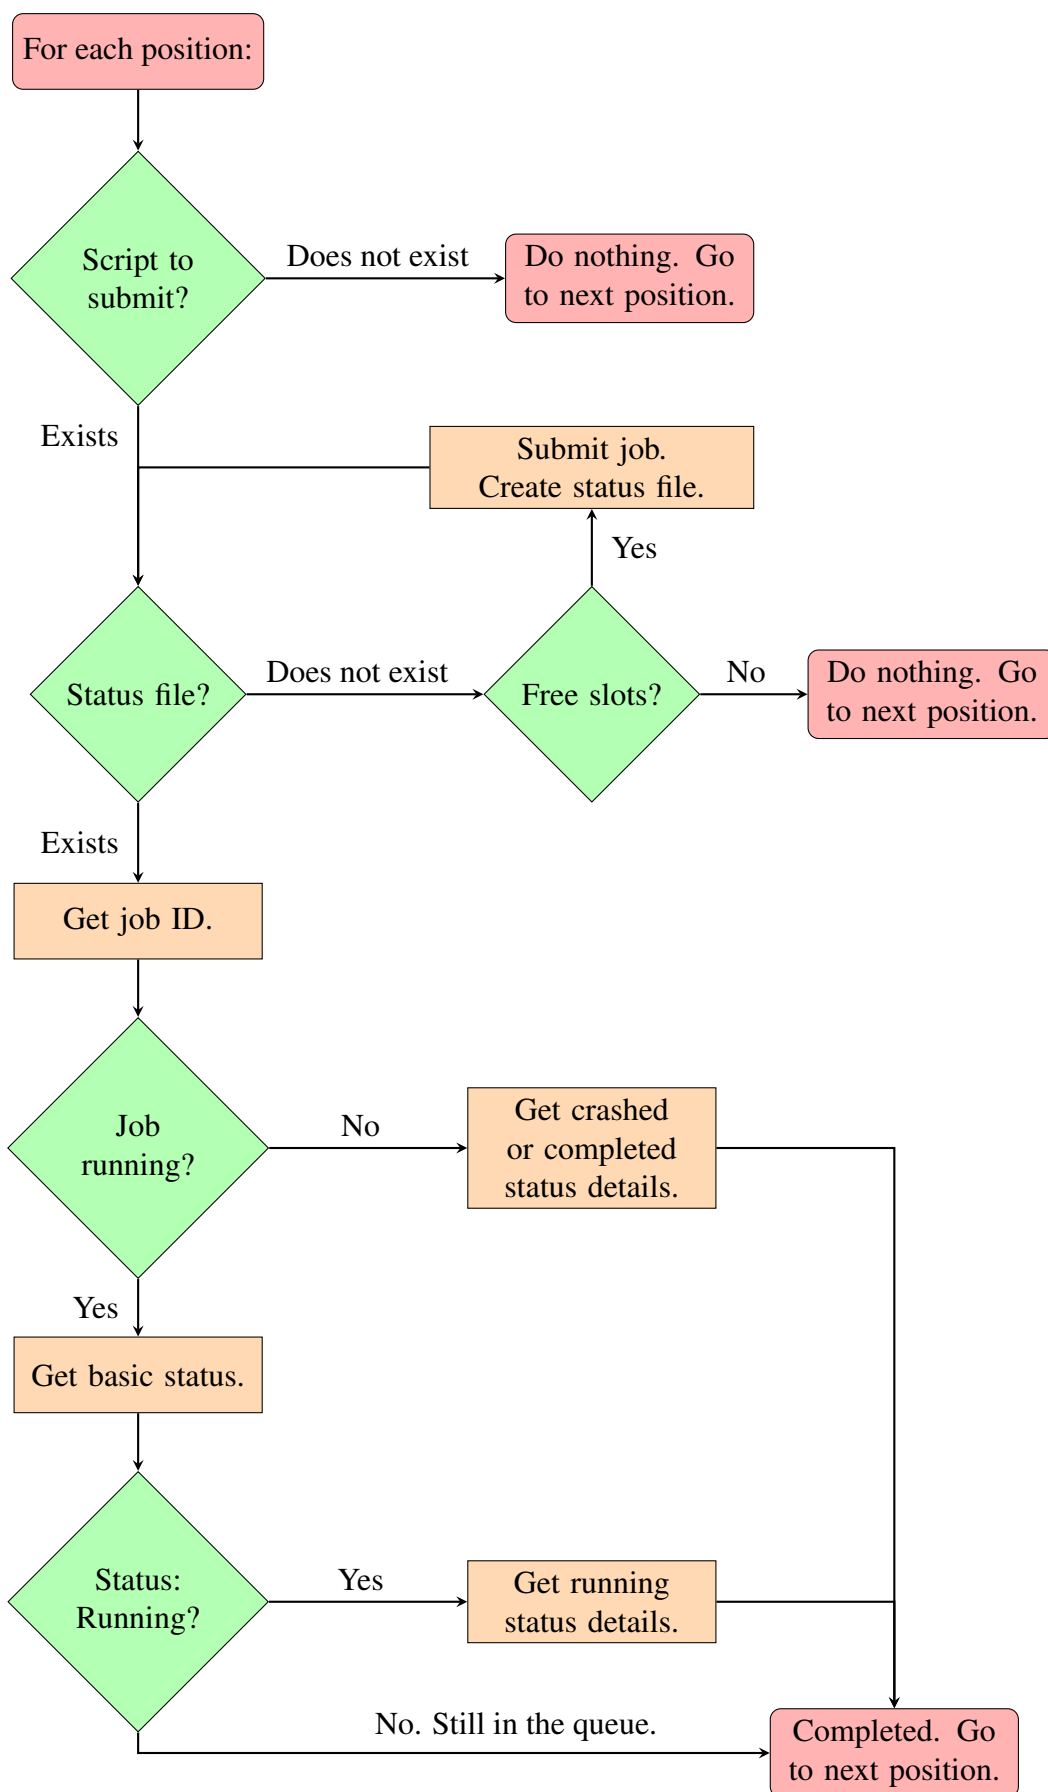 For each position:
Script to
submit?
Does not exist
Do nothing. Go
to next position.
Exists
Submit job.
Create status file.
Yes
Status file?
Does not exist
Free slots?
No
Do nothing. Go
to next position.
Exists
Get job ID.
Job
running?
No
Get crashed
or completed
status details.
Yes
Get basic status.
Status:
Running?
Yes
Get running
status details.
No. Still in the queue.
Completed. Go
to next position.